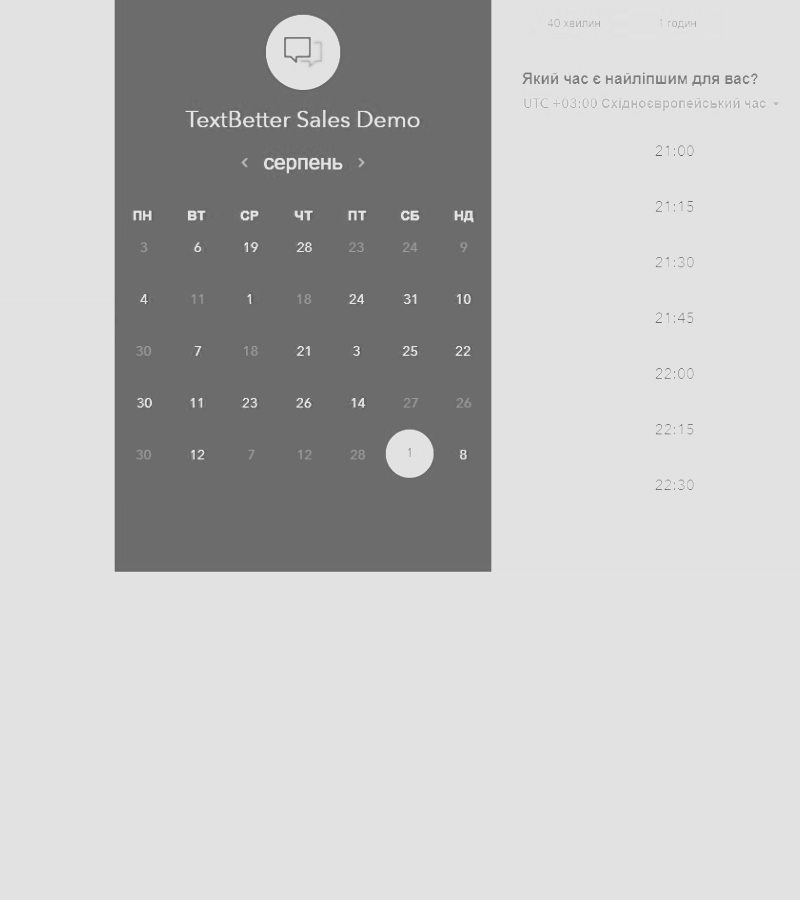 TextBetter Sales Demo
серпень
ПН ВТ СР ЧТ ПТ СБ НД
3 6 19 28 23 24 9
4 11 1 18 24 31 10
30 7 18 21 3 25 22
30 11 23 26 14 27 26
30 12 7 12 28 1 8
40 хвилин 1 годин
Який час є найліпшим для вас?
UTC +03:00 Східноєвропейський час
21:00
21:15
21:30
21:45
22:00
22:15
22:30